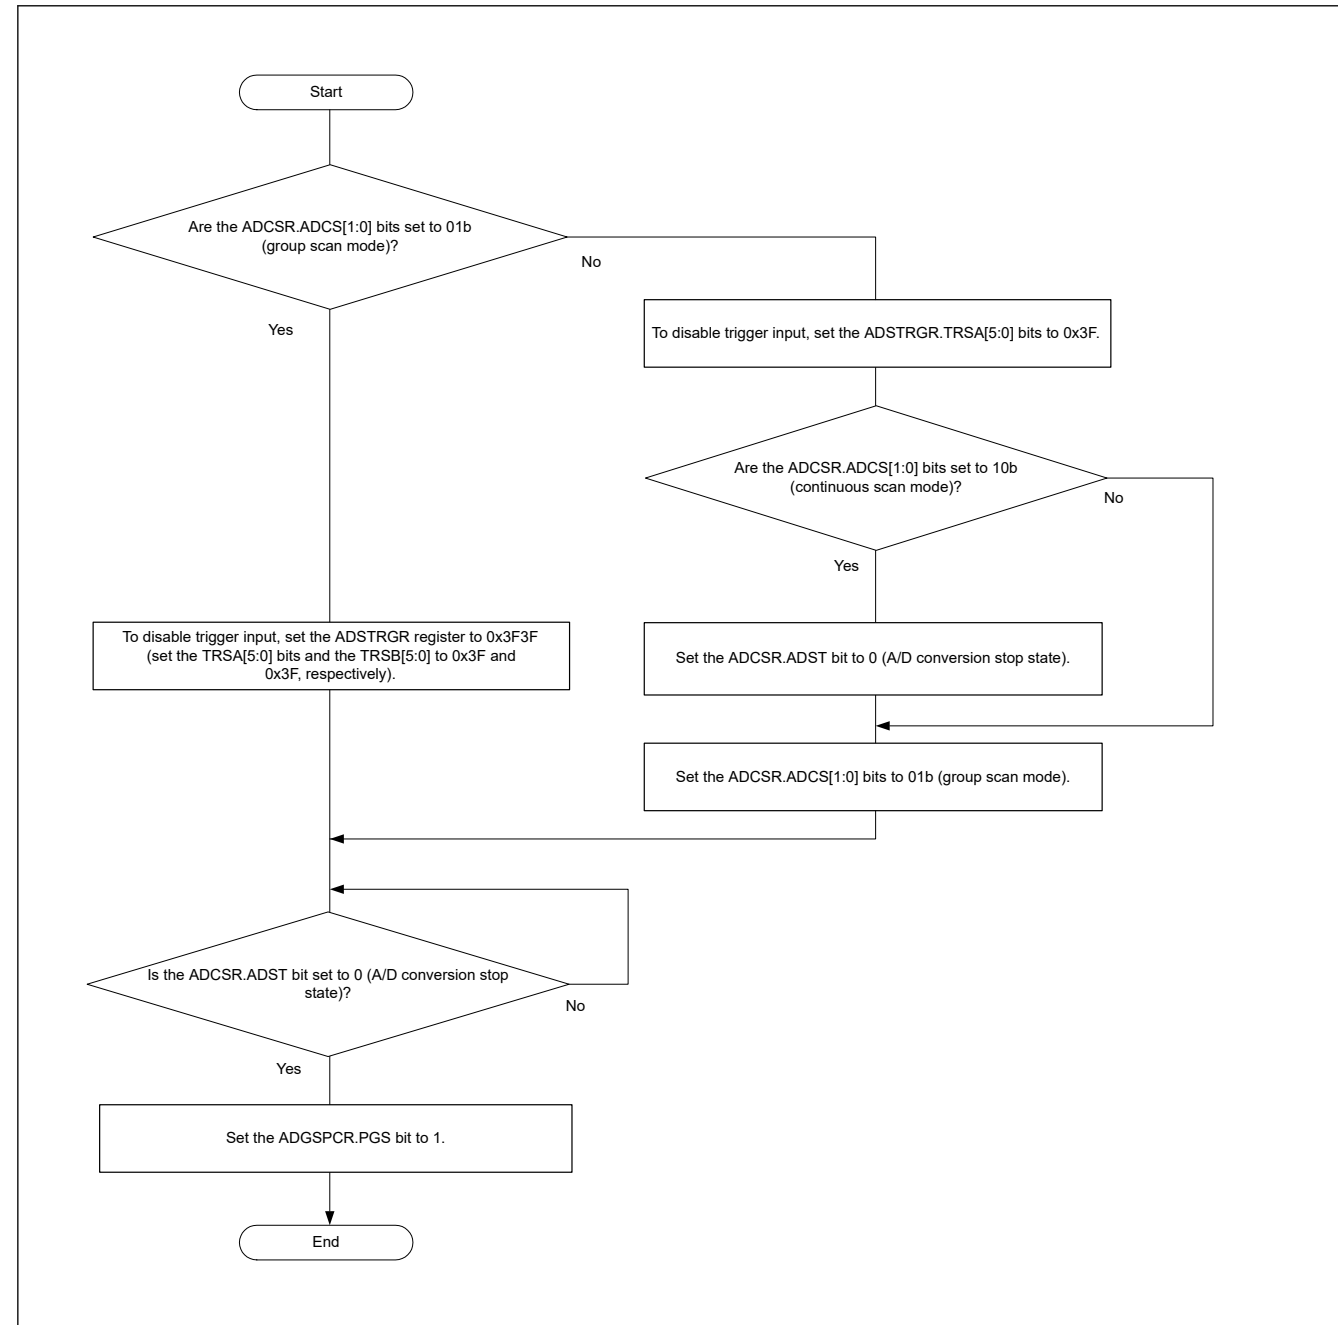 Start
Are the ADCSR.ADCS[1:0] bits set to 01b
(group scan mode)?
No
Yes
To disable trigger input, set the ADSTRGR.TRSA[5:0] bits to 0x3F.
Are the ADCSR.ADCS[1:0] bits set to 10b
(continuous scan mode)?
No
Yes
To disable trigger input, set the ADSTRGR register to 0x3F3F
(set the TRSA[5:0] bits and the TRSB[5:0] to 0x3F and
0x3F, respectively).
Set the ADCSR.ADST bit to 0 (A/D conversion stop state).
Set the ADCSR.ADCS[1:0] bits to 01b (group scan mode).
Is the ADCSR.ADST bit set to 0 (A/D conversion stop
state)?
No
Yes
Set the ADGSPCR.PGS bit to 1.
End